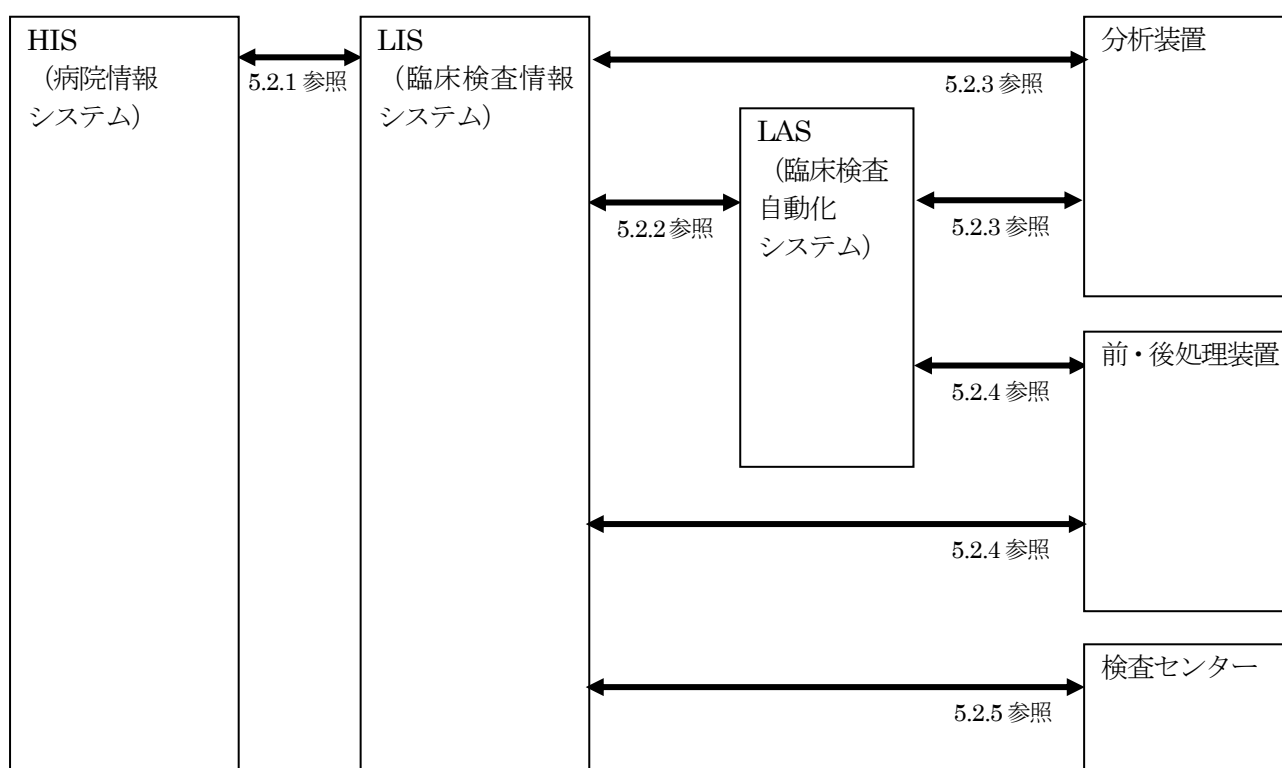 HIS
(病院情報
システム)
5.2.1 参照
LIS
(臨床検査情報
システム)
5.2.2 参照
LAS
(臨床検査
自動化
システム)
5.2.3 参照
5.2.3 参照
5.2.4 参照
5.2.4 参照
5.2.5 参照
分析装置
前・後処理装置
検査センター